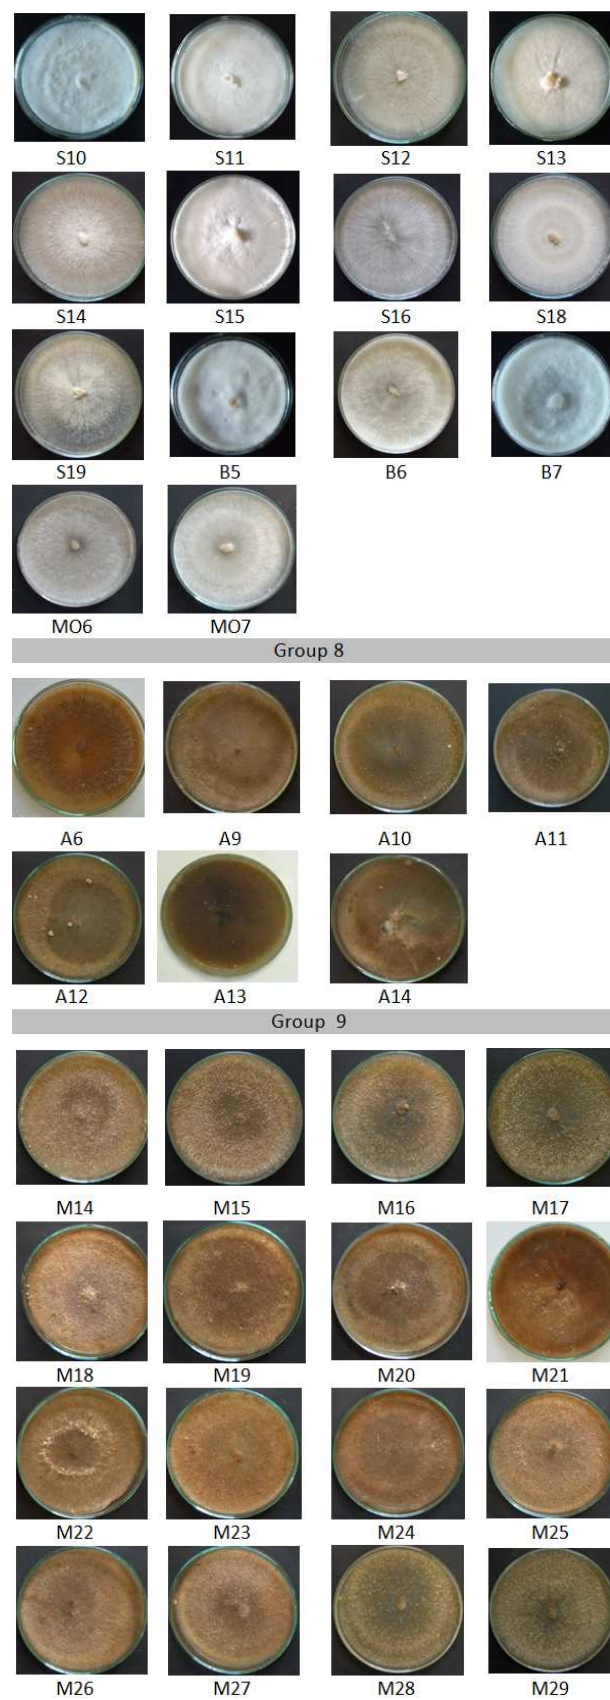 S10 S11 S12 S13
S14 S15 S16 S18
S19 B5 B6 B7
MO6 MO7
Group 8
A6 A9 A10 A11
A12 A13 A14
Group 9
M14 M15 M16 M17
M18 M19 M20 M21
M22 M23 M24 M25
M26 M27 M28 M29